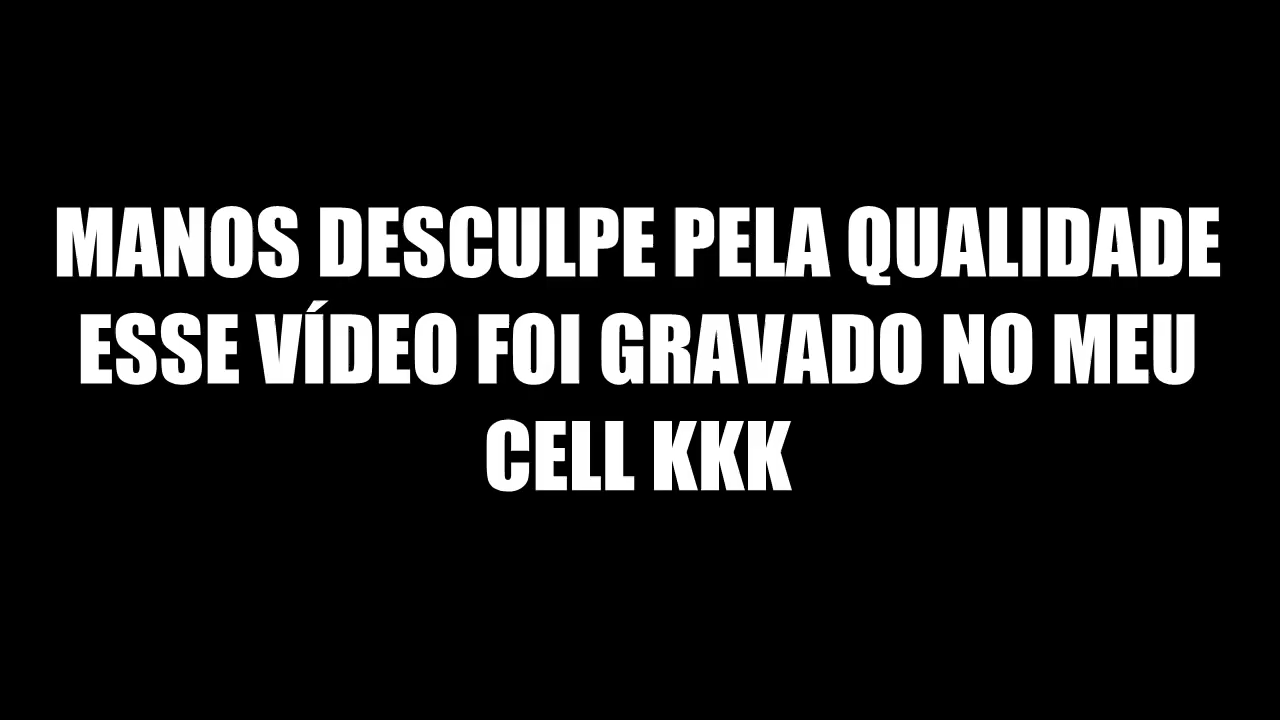 MANOS DESCULPE PELA QUALIDADE
ESSE VÍDEO FOI GRAVADO NO MEU
CELL KKK